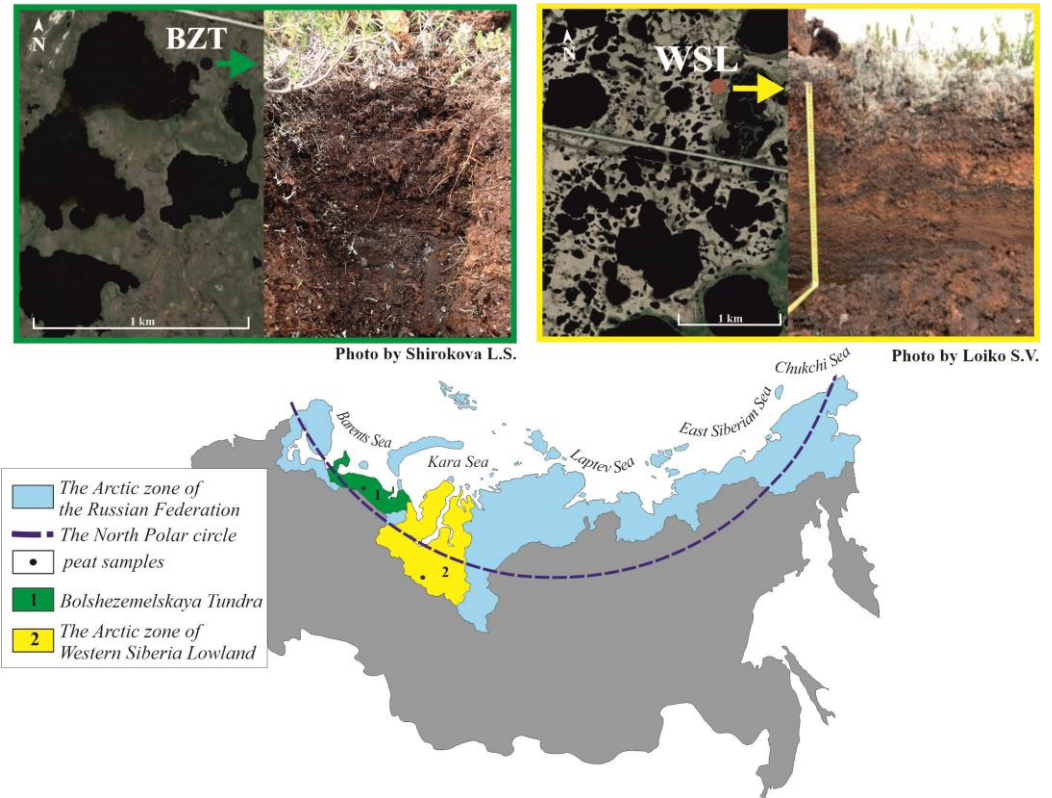 N
BZT
1 km
Photo by Shirokova L.S.
N
WSL
1 km
Photo by Loiko S.V.
Chukchi Sea
East Siberian Sea
Barents Sea
Laptev Sea
Kara Sea
1
2
The Arctic zone of
the Russian Federation
The North Polar circle
peat samples
1 Bolshezemelskaya Tundra
2 The Arctic zone of
Western Siberia Lowland